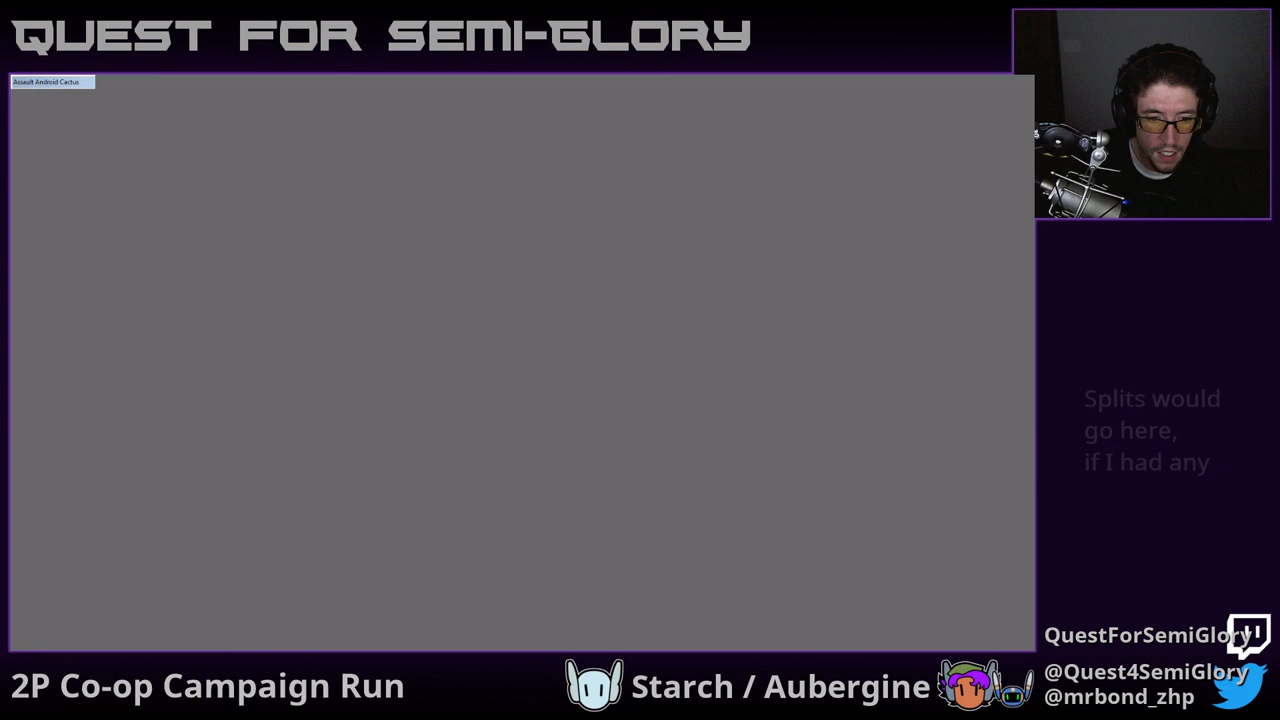 QUEST FOR SEMI-GLORY
Assault Android Cactus
Splits would
go here,
if I had any
QuestForSemiGlory
@Quest4SemiGlory
@mrbond_zhp
2P Co-op Campaign Run
Starch / Aubergine